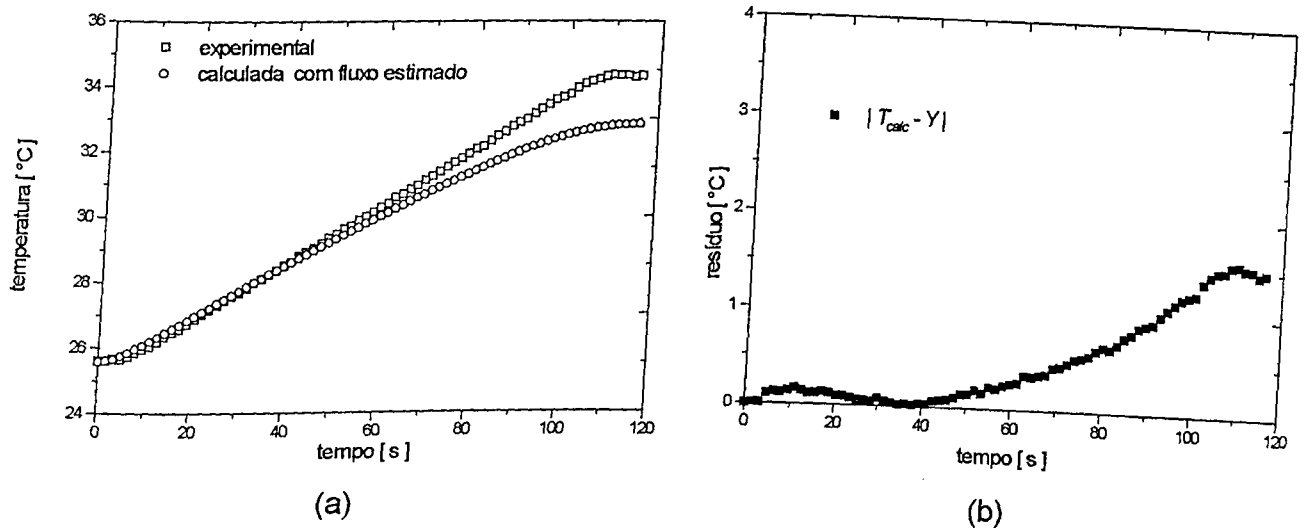 36
34
32
30
28
26
24
temperatura [ °C]
experimental
calculada com fluxo estimado
0
20
40
60
80
100
120
tempo [ s ]
(a)
4
3
2
1
0
resíduo [ °C]
| Tcalc - Y|
0
20
40
60
80
100
120
tempo [ s ]
(b)